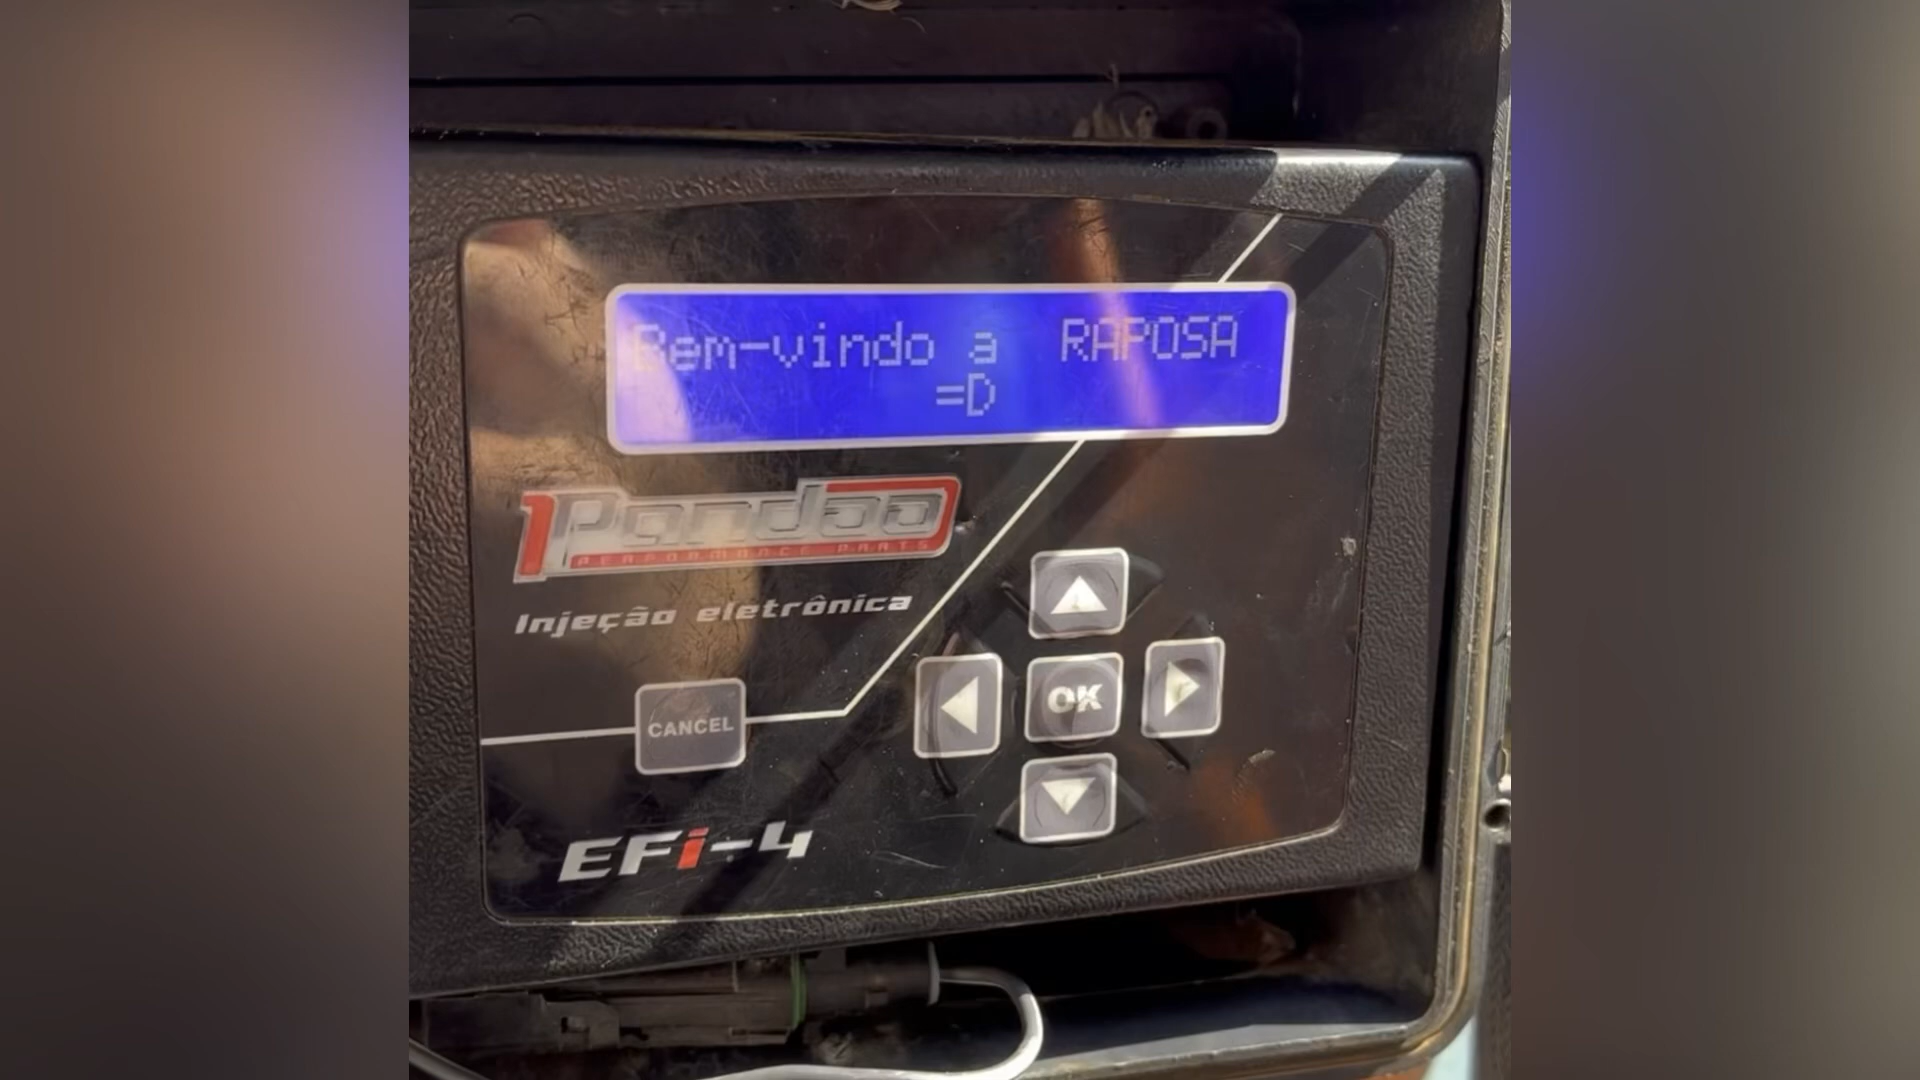 Bem-vindo a RAPOSA
=D
Pandoo
PERFORMANCE PARTS
Injeção eletrônica
CANCEL
OK
EFi-4